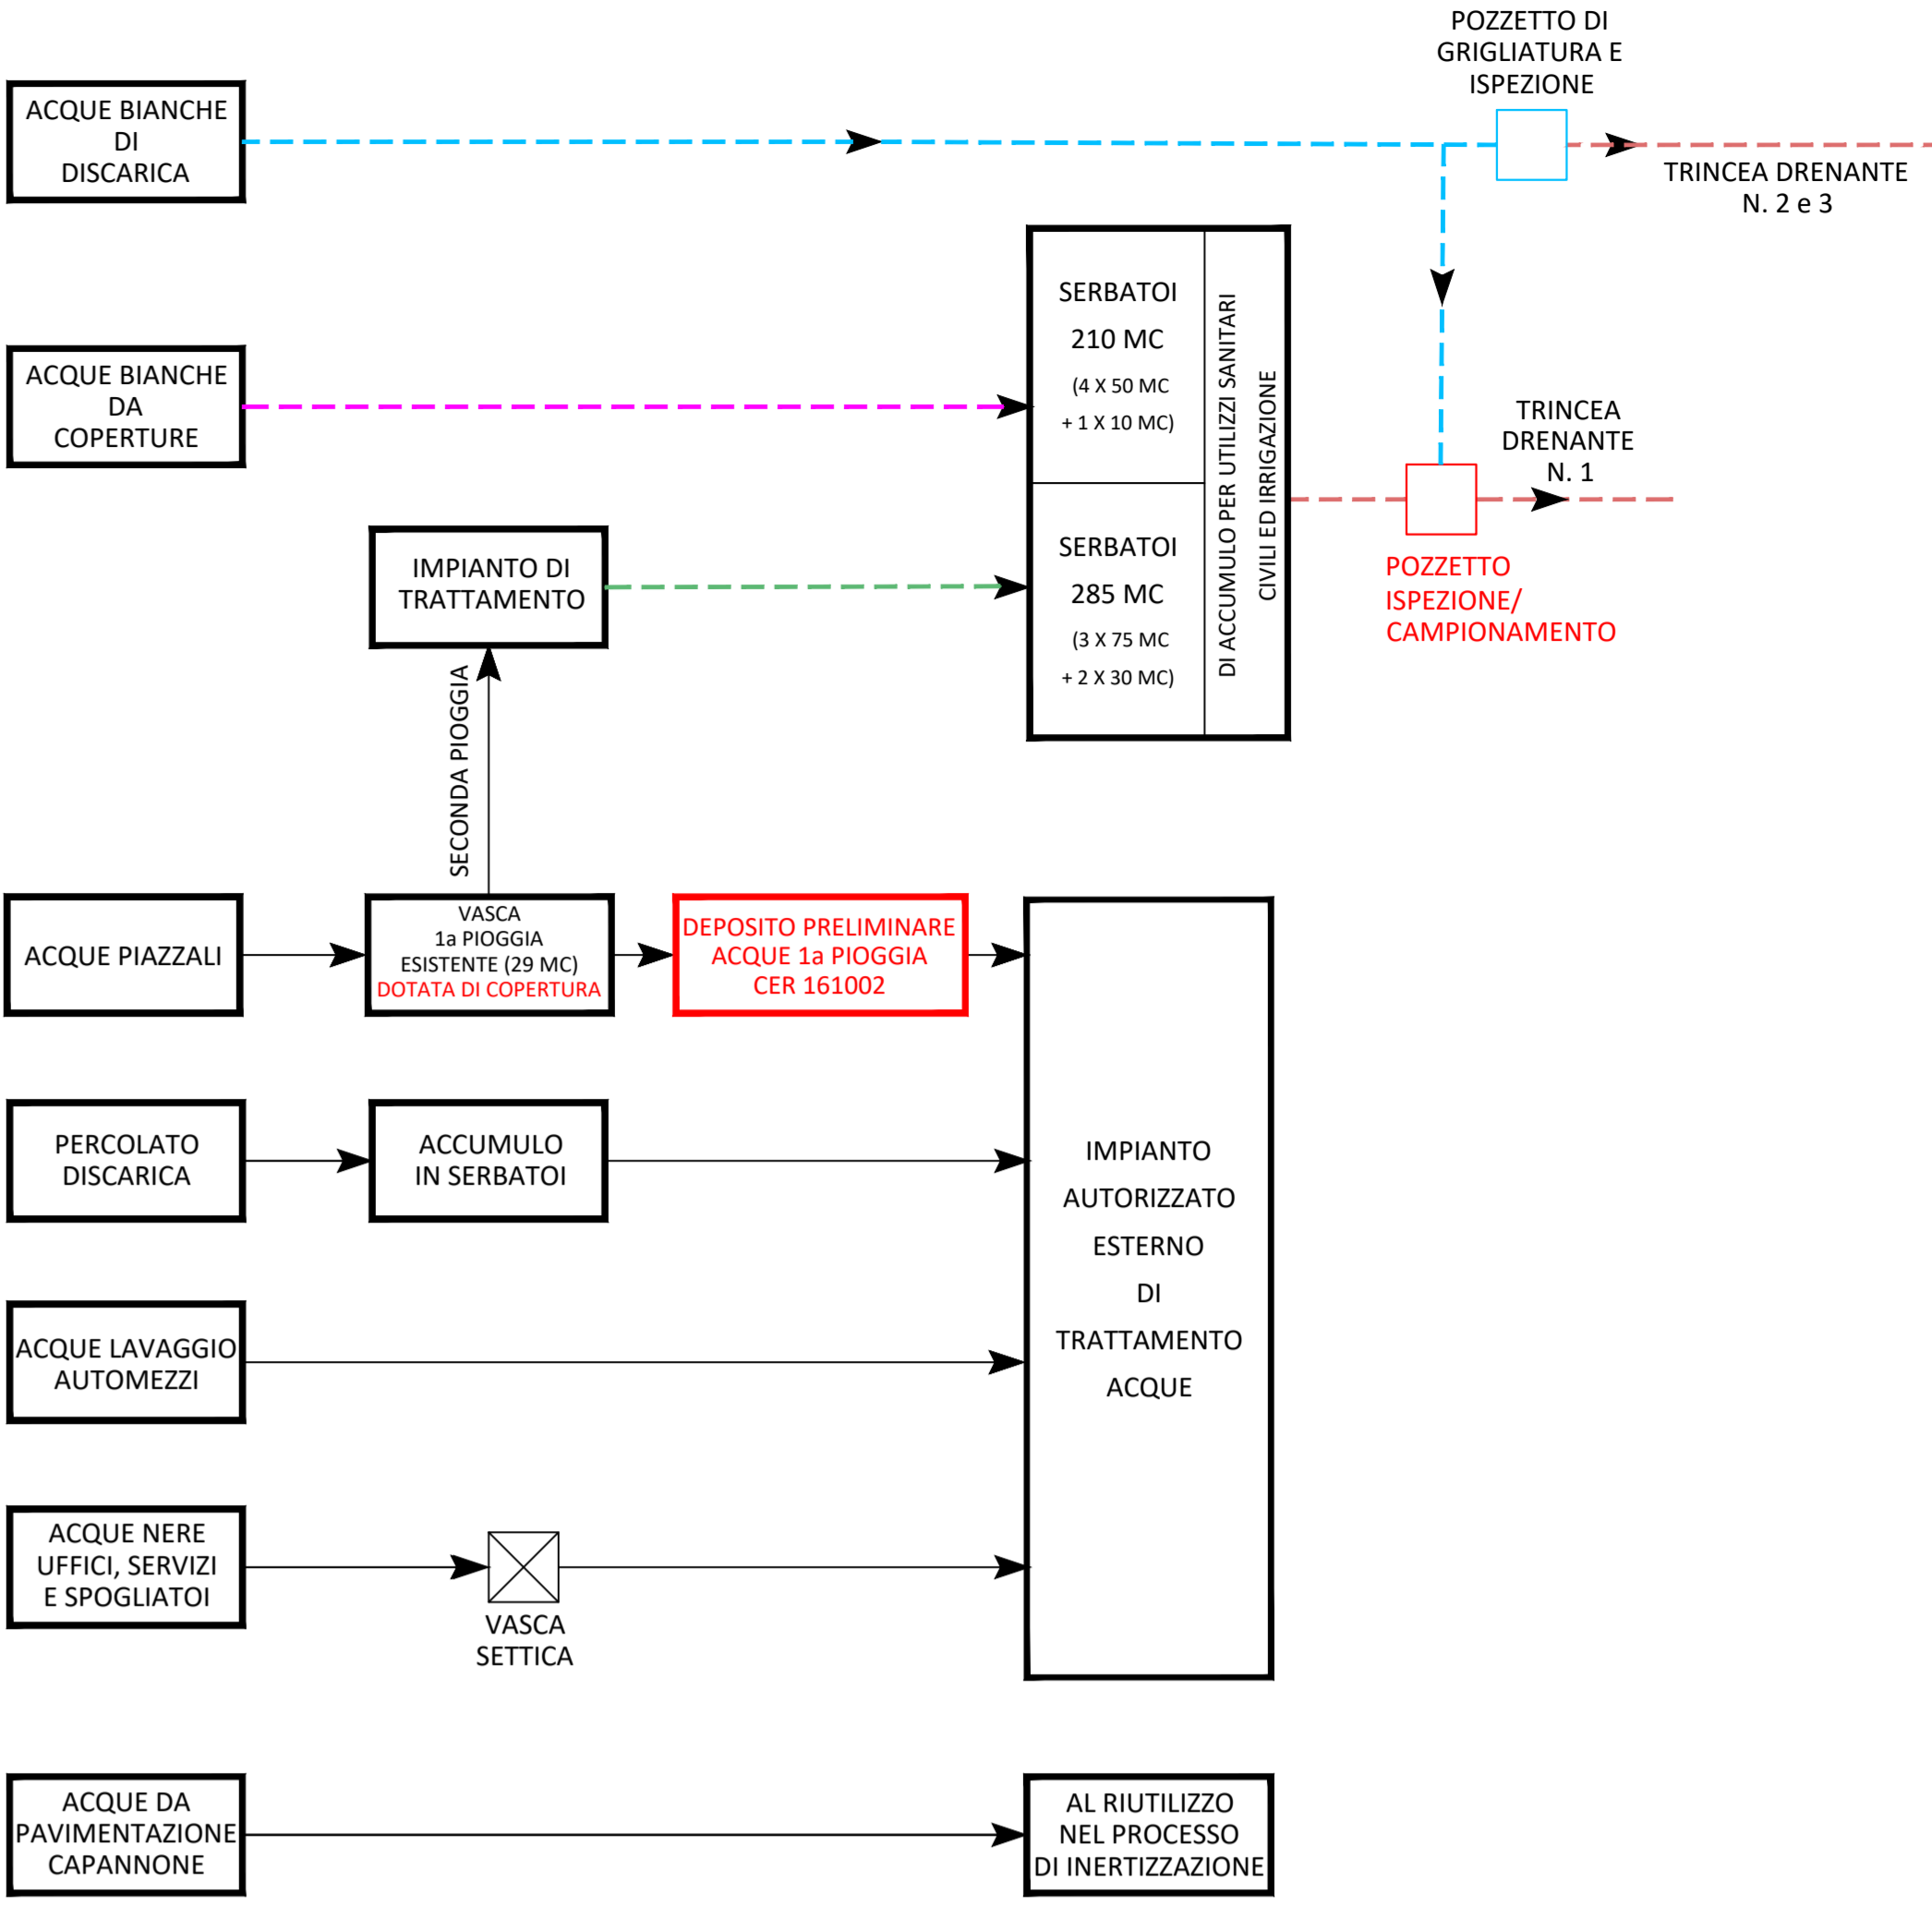 POZZETTO DI
GRIGLIATURA E
ISPEZIONE
ACQUE BIANCHE
DI
DISCARICA
TRINCEA DRENANTE
N. 2 e 3
ACQUE BIANCHE
DA
COPERTURE
SERBATOI
210 MC
(4 X 50 MC
+ 1 X 10 MC)
SERBATOI
285 MC
(3 X 75 MC
+ 2 X 30 MC)
DI ACCUMULO PER UTILIZZI SANITARI
CIVILI ED IRRIGAZIONE
TRINCEA
DRENANTE
N. 1
POZZETTO
ISPEZIONE/
CAMPIONAMENTO
IMPIANTO DI
TRATTAMENTO
SECONDA PIOGGIA
ACQUE PIAZZALI
VASCA
1a PIOGGIA
ESISTENTE (29 MC)
DOTATA DI COPERTURA
DEPOSITO PRELIMINARE
ACQUE 1a PIOGGIA
CER 161002
PERCOLATO
DISCARICA
ACCUMULO
IN SERBATOI
IMPIANTO
AUTORIZZATO
ESTERNO
DI
TRATTAMENTO
ACQUE
ACQUE LAVAGGIO
AUTOMEZZI
ACQUE NERE
UFFICI, SERVIZI
E SPOGLIATOI
VASCA
SETTICA
ACQUE DA
PAVIMENTAZIONE
CAPANNONE
AL RIUTILIZZO
NEL PROCESSO
DI INERTIZZAZIONE